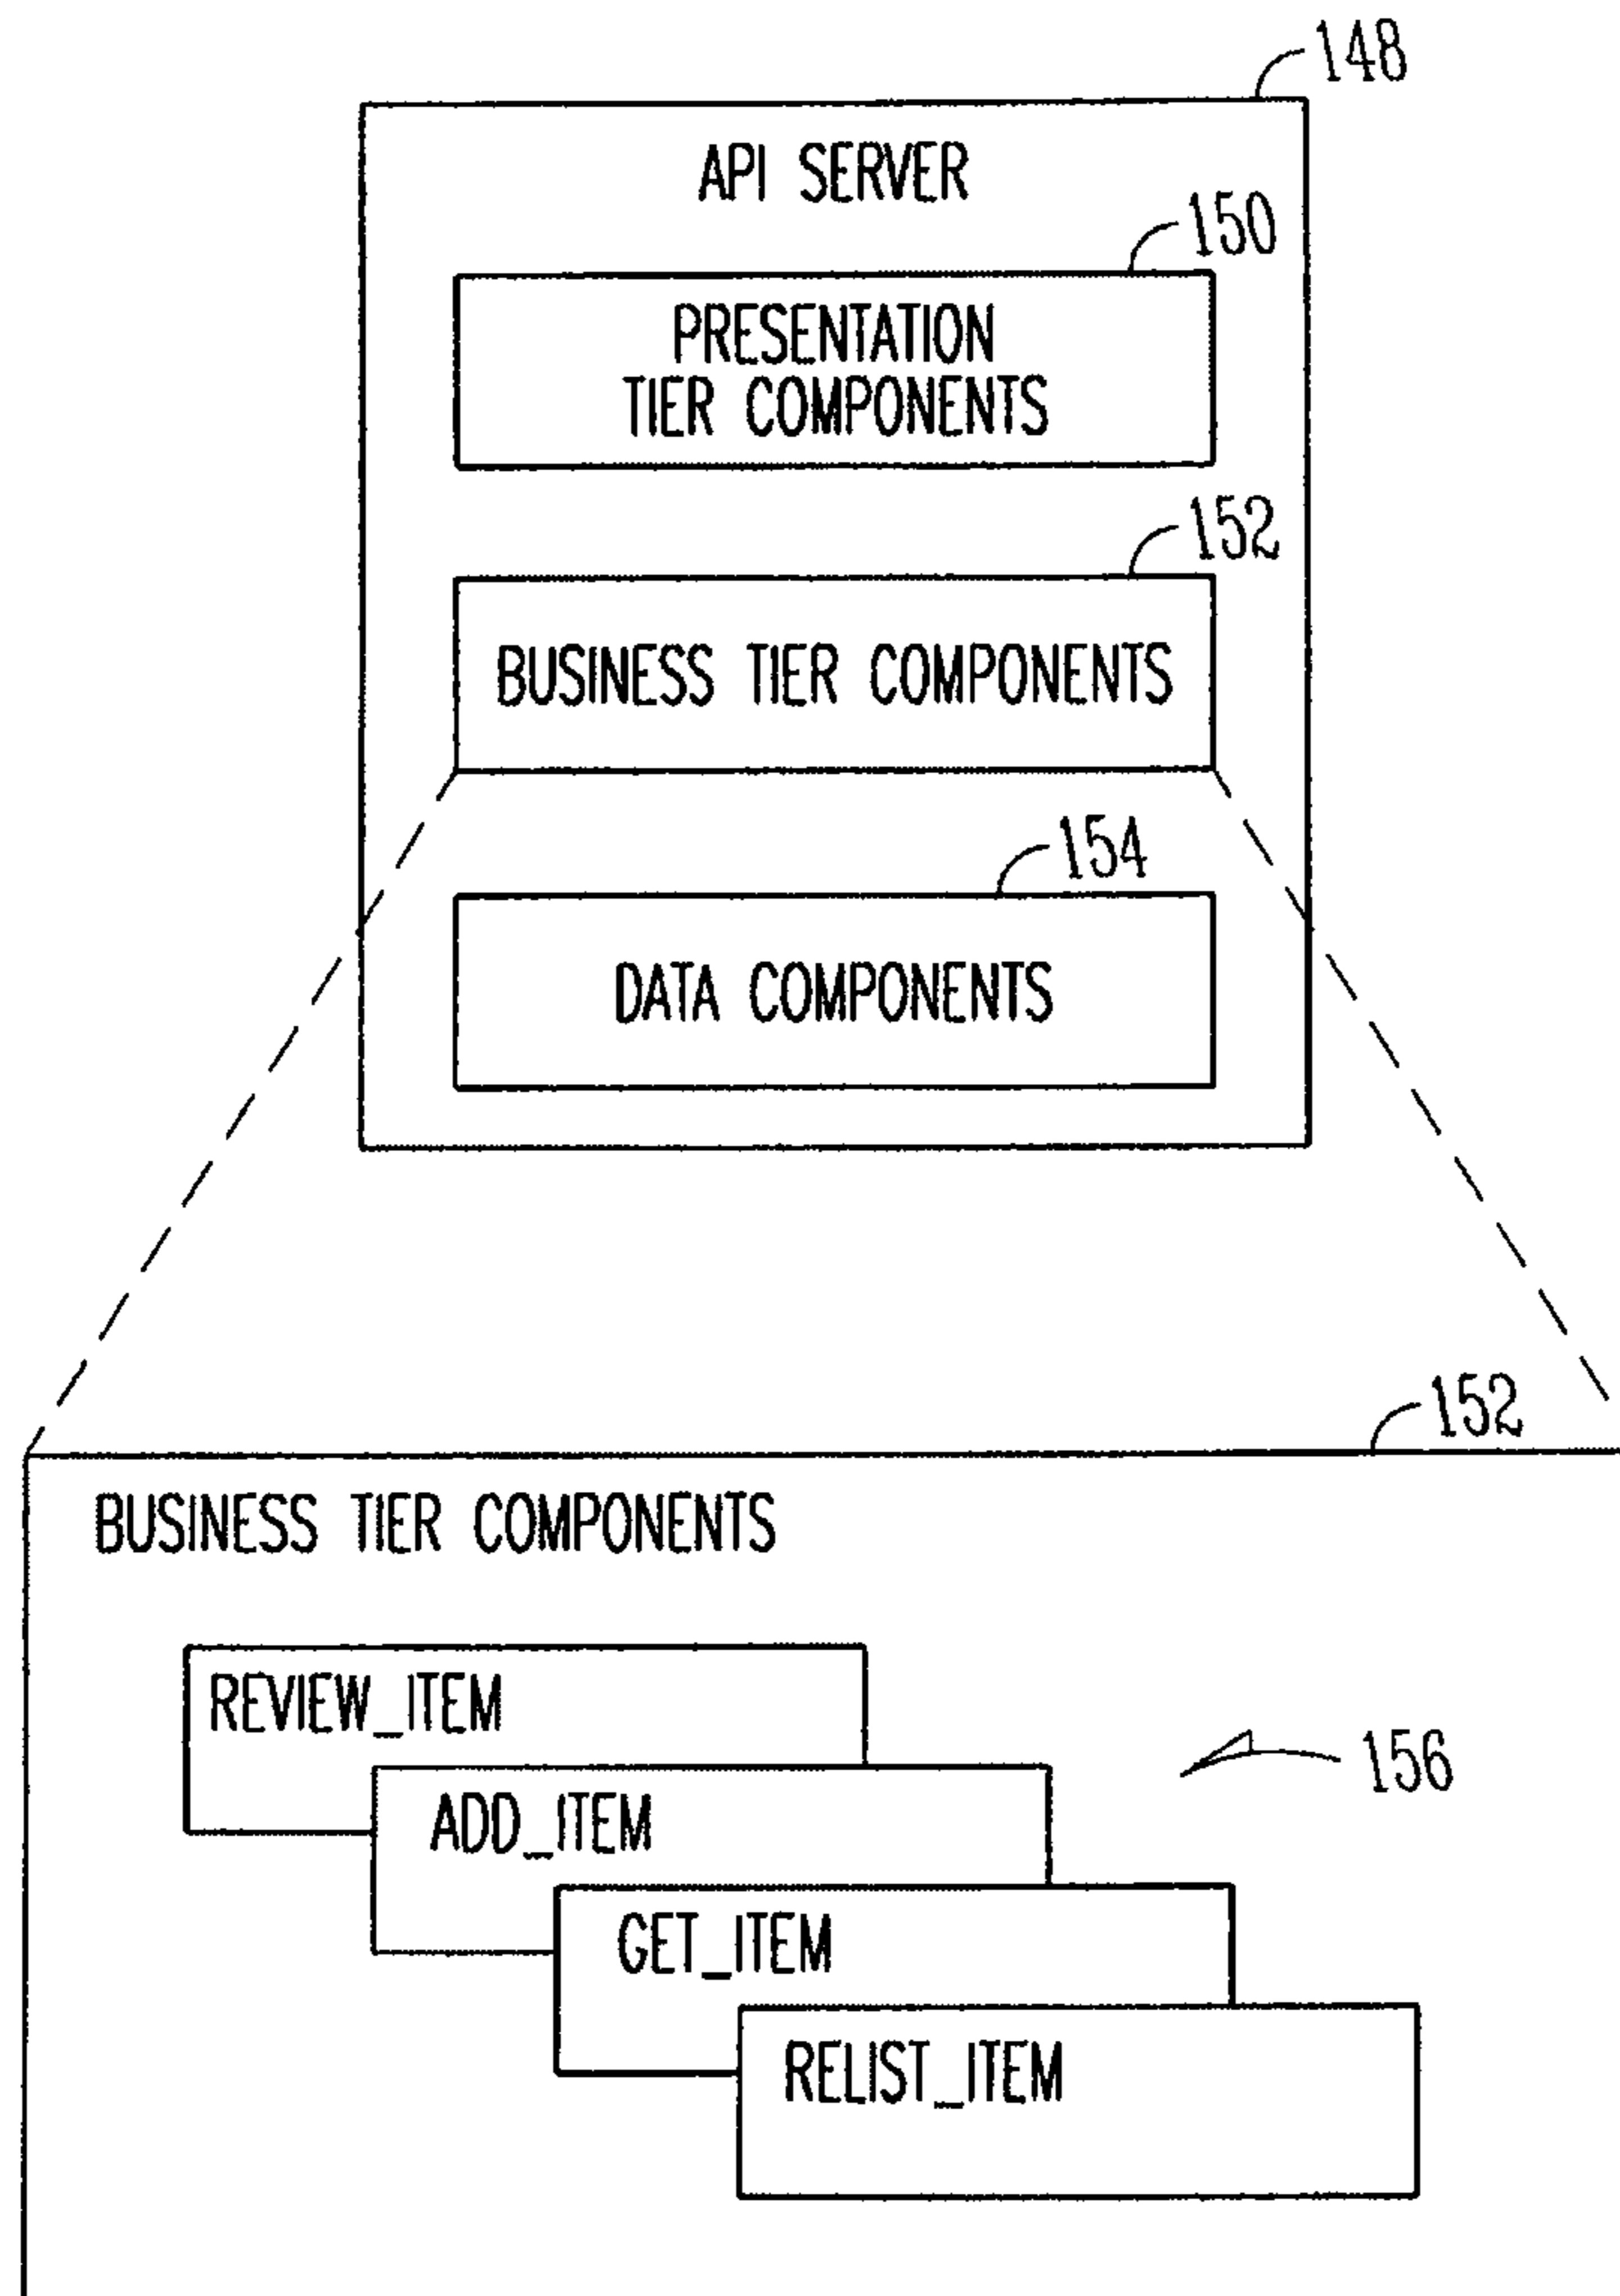 148
API SERVER
150
PRESENTATION
TIER COMPONENTS
152
BUSINESS TIER COMPONENTS
154
DATA COMPONENTS
152
BUSINESS TIER COMPONENTS
REVIEW_ITEM
156
ADD_ITEM
GET_ITEM
RELIST_ITEM